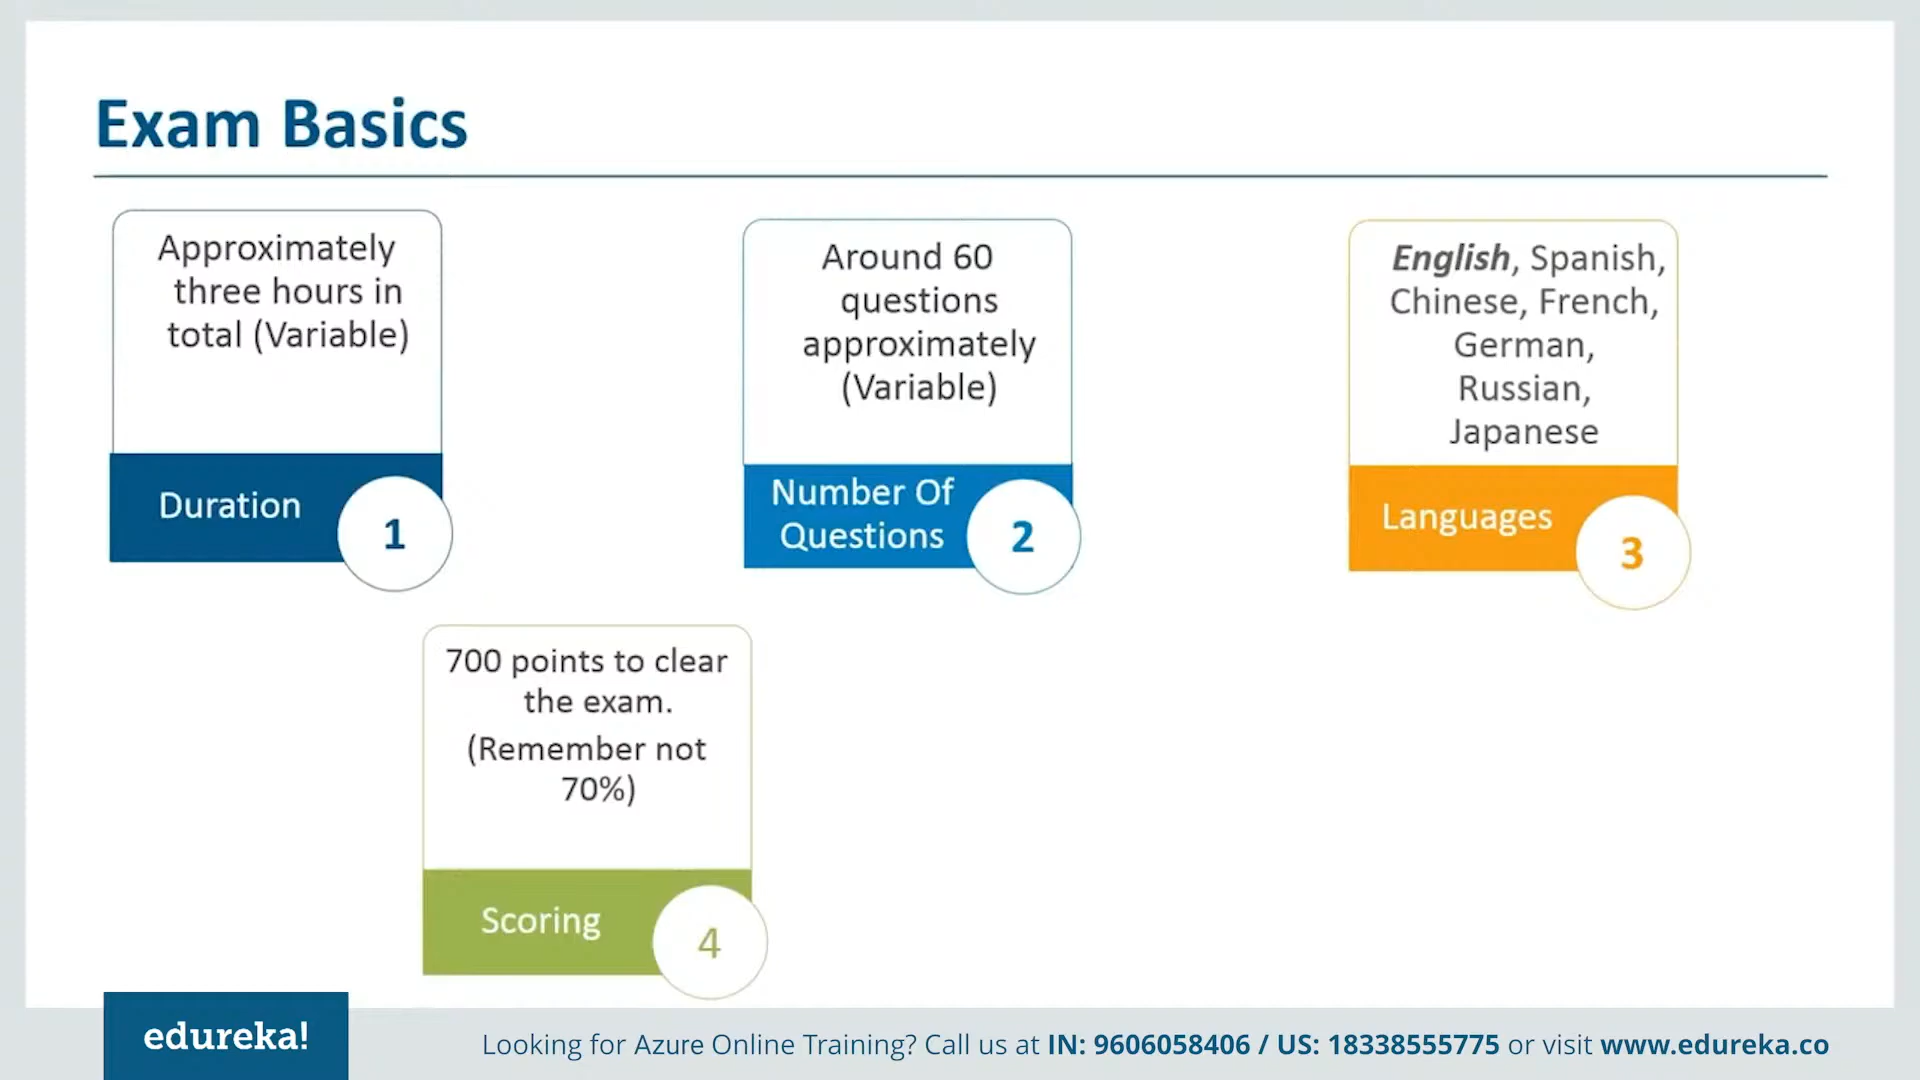 Exam Basics
Approximately
three hours in
total (Variable)
Duration
1
Around 60
questions
approximately
(Variable)
Number Of
Questions
2
English, Spanish,
Chinese, French,
German,
Russian,
Japanese
Languages
3
700 points to clear
the exam.
(Remember not
70%)
Scoring
4
edureka!
Looking for Azure Online Training? Call us at IN: 9606058406 / US: 18338555775 or visit www.edureka.co